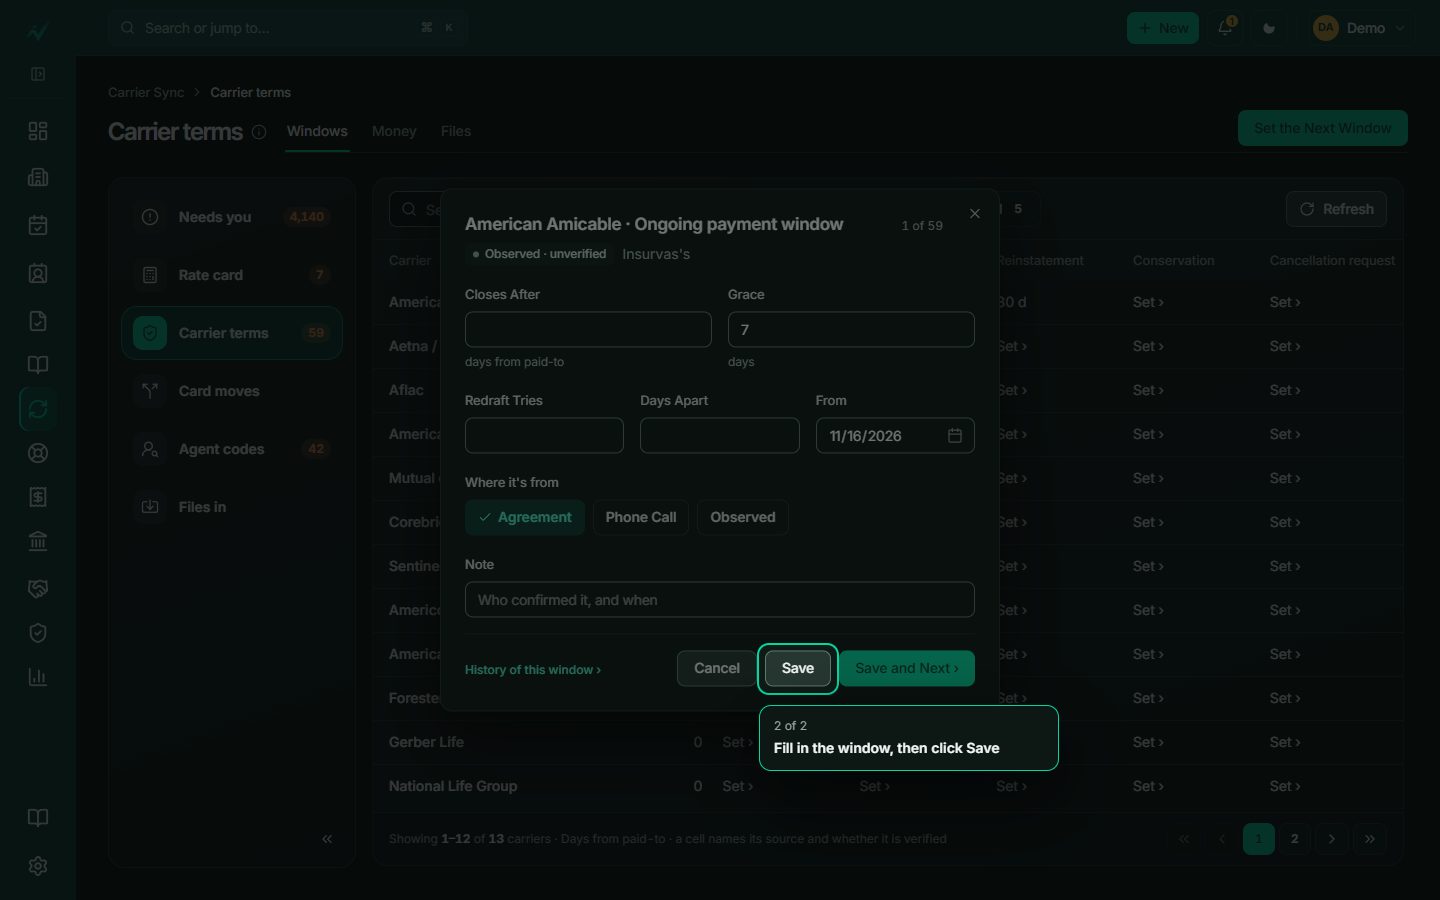 Search or jump to...
⌘ K
New
1
DA
Demo
Carrier Sync > Carrier terms
Carrier terms
Windows
Money
Files
Set the Next Window
Needs you
4,140
Rate card
7
Carrier terms
59
Card moves
Agent codes
42
Files in
Se
5
Refresh
Carrier
Reinstatement
Conservation
Cancellation request
America
30 d
Set ›
Set ›
Aetna /
Set ›
Set ›
Set ›
Aflac
Set ›
Set ›
Set ›
America
Set ›
Set ›
Set ›
Mutual
Set ›
Set ›
Set ›
Corebri
Set ›
Set ›
Set ›
Sentine
Set ›
Set ›
Set ›
Americ
Set ›
Set ›
Set ›
America
Set ›
Set ›
Set ›
Foreste
Set ›
Set ›
Set ›
Gerber Life
0
Set ›
Set ›
Set ›
National Life Group
0
Set ›
Set ›
Set ›
Set ›
Set ›
Showing 1–12 of 13 carriers · Days from paid-to · a cell names its source and whether it is verified
1
2
American Amicable · Ongoing payment window
1 of 59
Observed · unverified
Insurvas's
Closes After
Grace
7
days from paid-to
days
Redraft Tries
Days Apart
From
11/16/2026
Where it's from
Agreement
Phone Call
Observed
Note
Who confirmed it, and when
History of this window ›
Cancel
Save
Save and Next ›
2 of 2
Fill in the window, then click Save